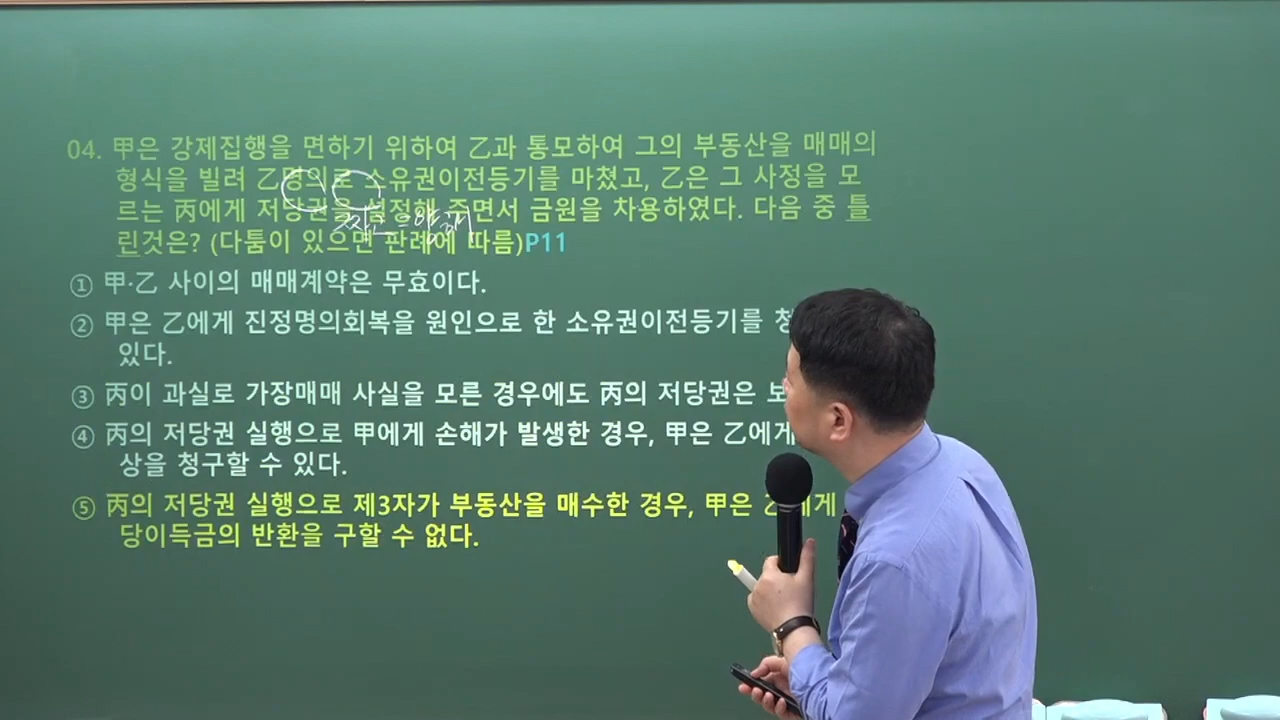 04. 甲은 강제집행을 면하기 위하여 乙과 통모하여 그의 부동산을 매매의
형식을 빌려 乙명의로 소유권이전등기를 마쳤고, 乙은 그 사정을 모
르는 丙에게 저당권을 설정해 주면서 금원을 차용하였다. 다음 중 틀
린것은? (다툼이 있으면 판례에 따름)P11
① 甲·乙 사이의 매매계약은 무효이다.
② 甲은 乙에게 진정명의회복을 원인으로 한 소유권이전등기를 청
있다.
③ 丙이 과실로 가장매매 사실을 모른 경우에도 丙의 저당권은 보
④ 丙의 저당권 실행으로 甲에게 손해가 발생한 경우, 甲은 乙에게
상을 청구할 수 있다.
⑤ 丙의 저당권 실행으로 제3자가 부동산을 매수한 경우, 甲은 乙에게
당이득금의 반환을 구할 수 없다.